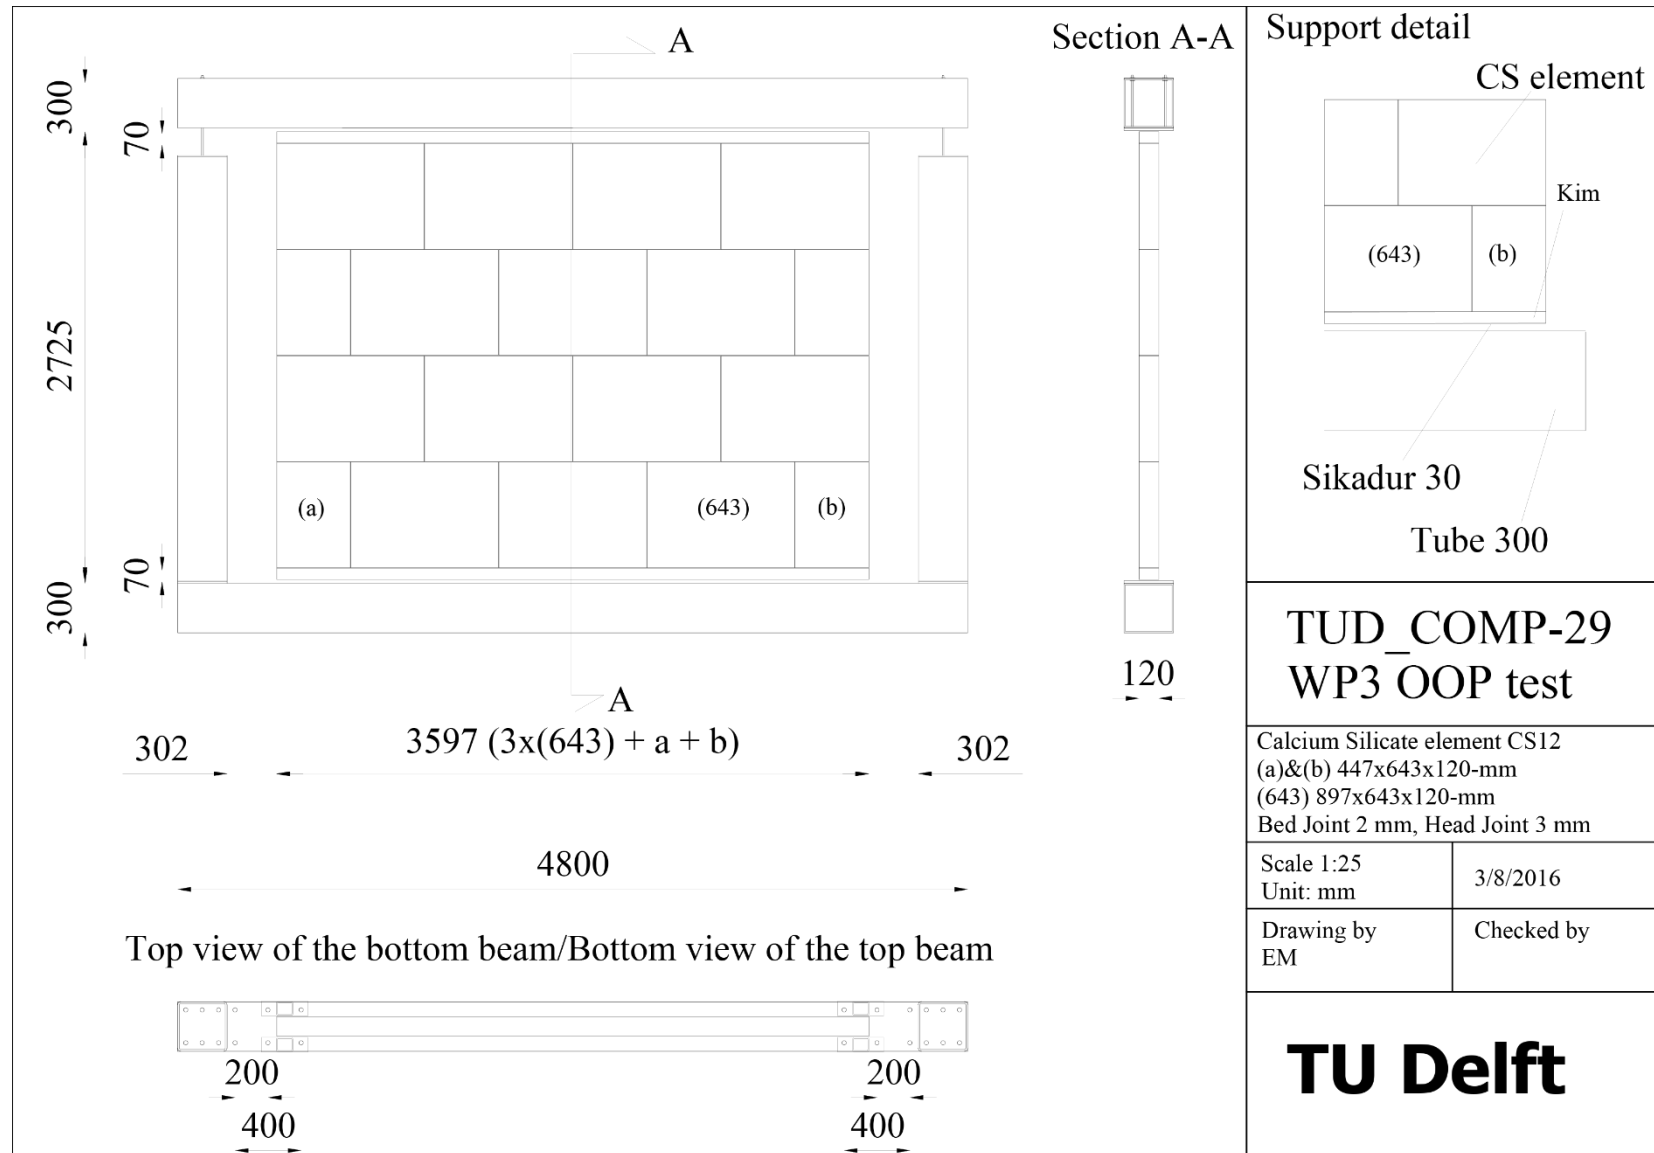 A
Section A-A
Support detail
CS element
300
70
Kim
(643)
(b)
2725
Sikadur 30
(a)
(643)
(b)
Tube 300
70
300
TUD_COMP-29
WP3 OOP test
120
A
302
3597 (3x(643) + a + b)
302
Calcium Silicate element CS12
(a)&(b) 447x643x120-mm
(643) 897x643x120-mm
Bed Joint 2 mm, Head Joint 3 mm
4800
Scale 1:25
Unit: mm
3/8/2016
Drawing by
EM
Checked by
Top view of the bottom beam/Bottom view of the top beam
200
200
400
400
TU Delft